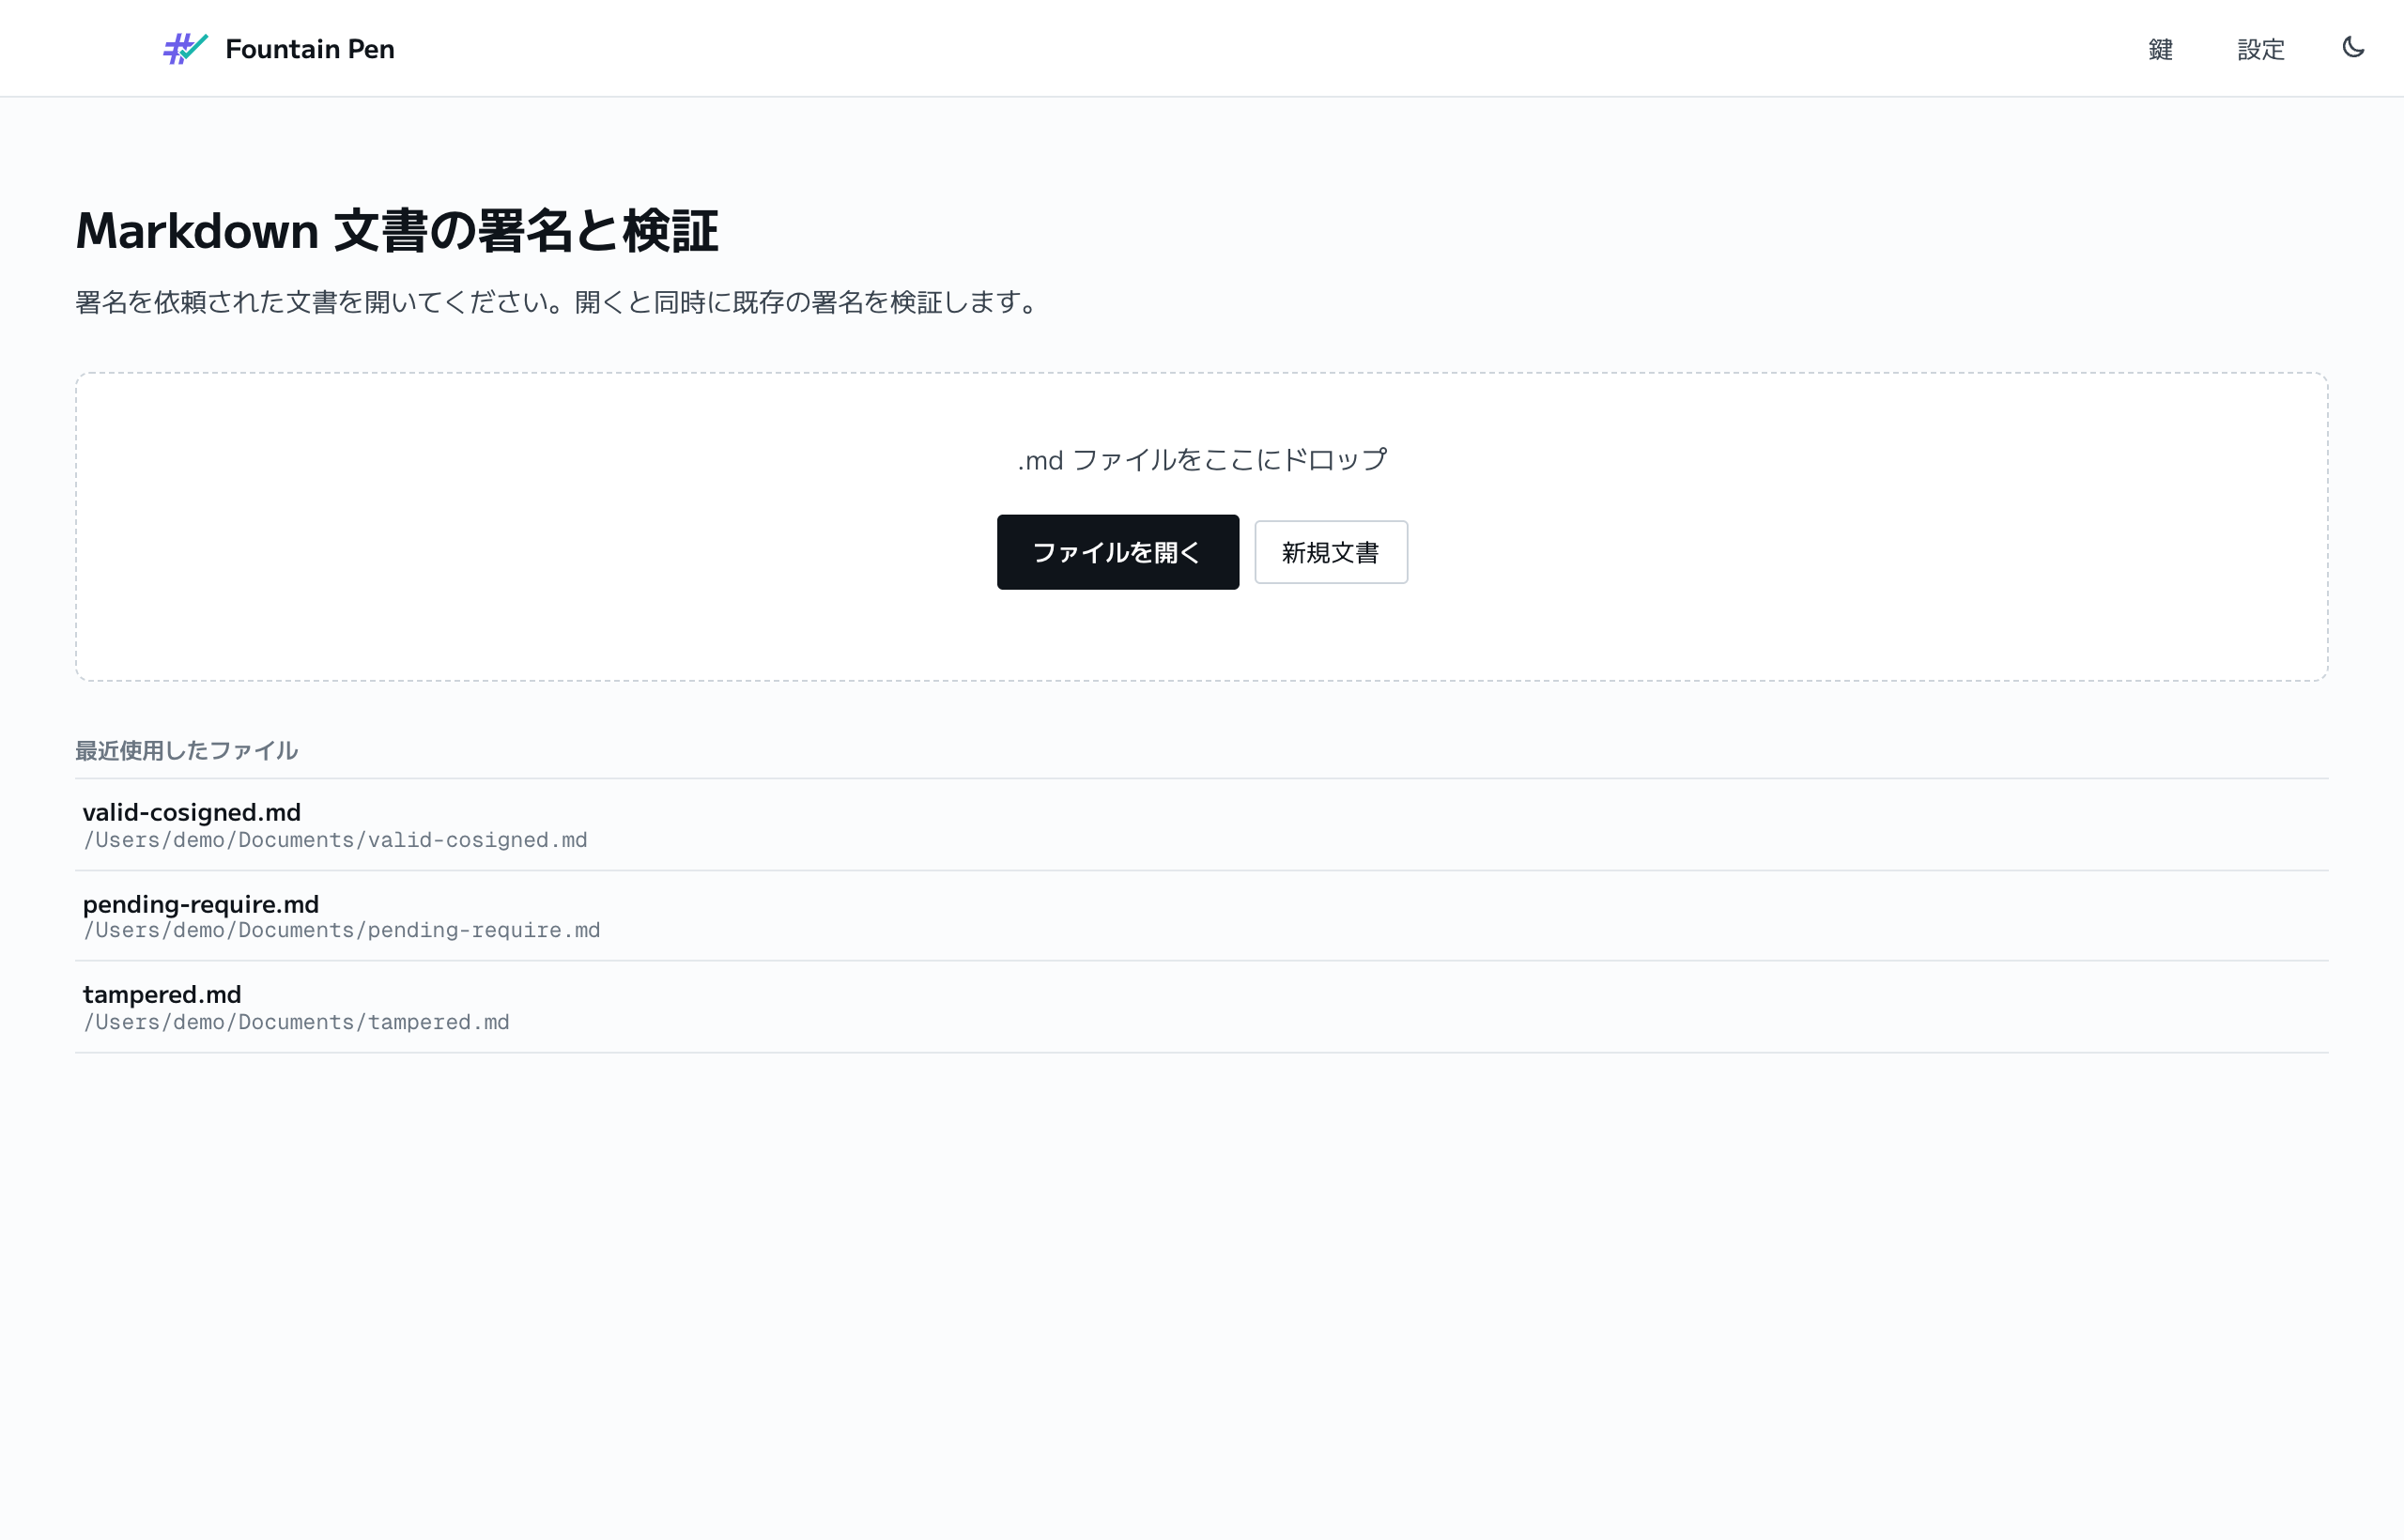 Fountain Pen
鍵
設定
Markdown 文書の署名と検証
署名を依頼された文書を開いてください。開くと同時に既存の署名を検証します。
.md ファイルをここにドロップ
ファイルを開く
新規文書
最近使用したファイル
valid-cosigned.md
/Users/demo/Documents/valid-cosigned.md
pending-require.md
/Users/demo/Documents/pending-require.md
tampered.md
/Users/demo/Documents/tampered.md